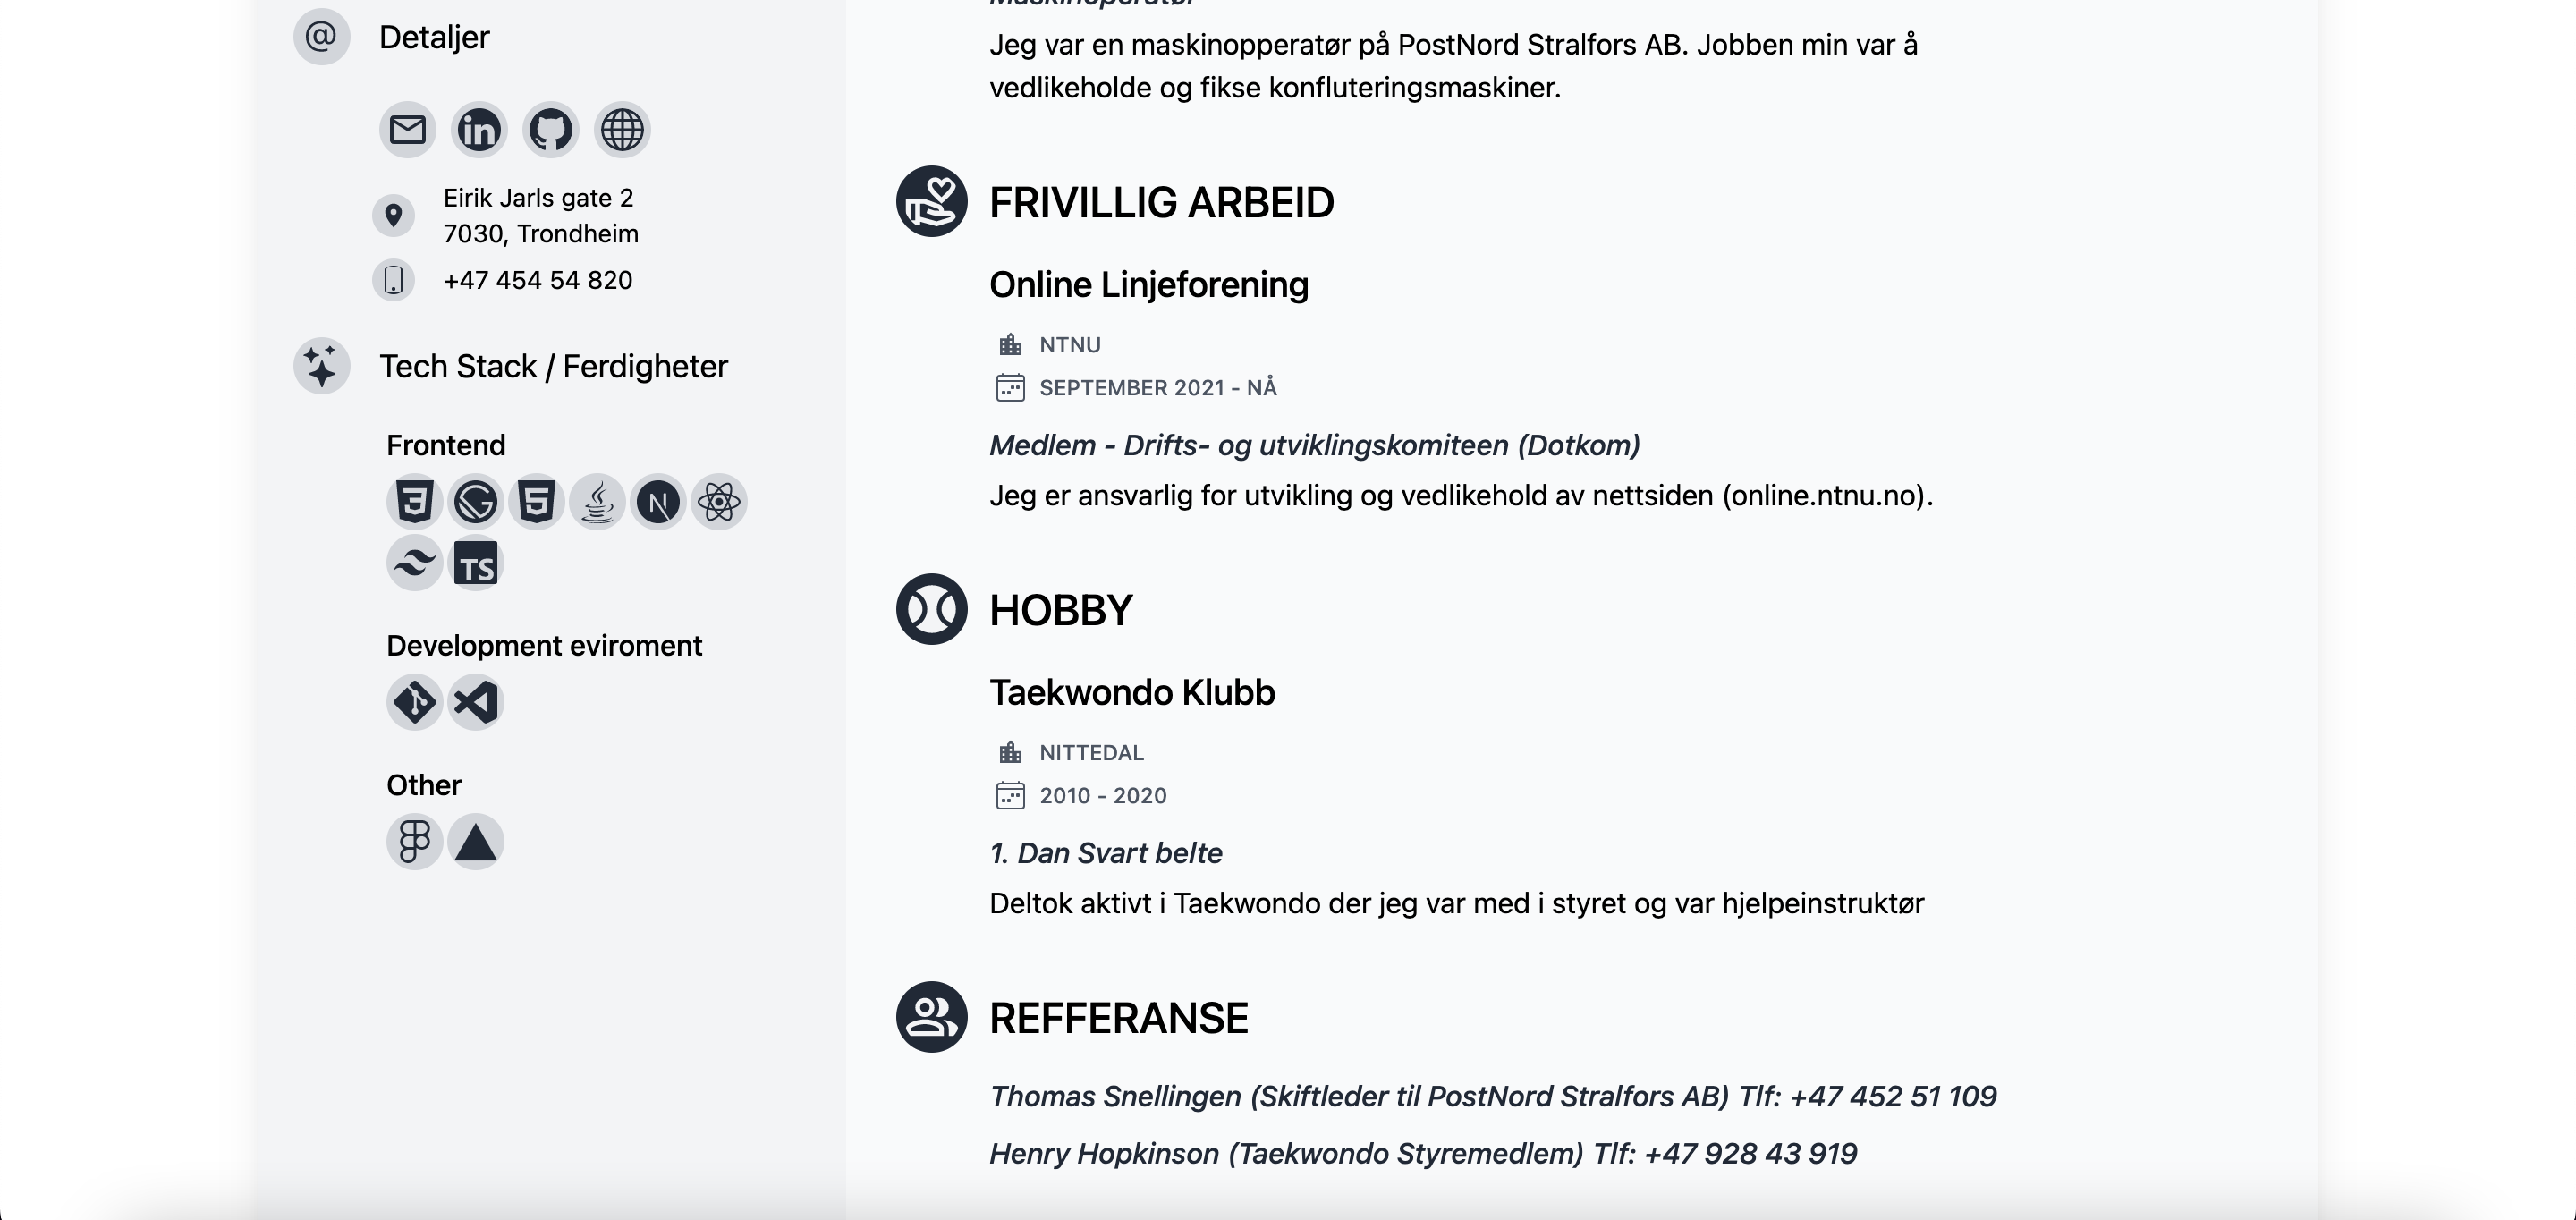 @ Detaljer
in
Eirik Jarls gate 2
7030, Trondheim
+47 454 54 820
Tech Stack / Ferdigheter
Frontend
3 G 5 N
TS
Development eviroment
Other
Maskinoperatør
Jeg var en maskinopperatør på PostNord Stralfors AB. Jobben min var å
vedlikeholde og fikse konfluteringsmaskiner.
FRIVILLIG ARBEID
Online Linjeforening
NTNU
SEPTEMBER 2021 - NÅ
Medlem - Drifts- og utviklingskomiteen (Dotkom)
Jeg er ansvarlig for utvikling og vedlikehold av nettsiden (online.ntnu.no).
HOBBY
Taekwondo Klubb
NITTEDAL
2010 - 2020
1. Dan Svart belte
Deltok aktivt i Taekwondo der jeg var med i styret og var hjelpeinstruktør
REFFERANSE
Thomas Snellingen (Skiftleder til PostNord Stralfors AB) Tlf: +47 452 51 109
Henry Hopkinson (Taekwondo Styremedlem) Tlf: +47 928 43 919